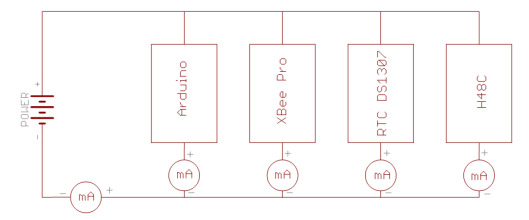 POWER
+
-
Arduino
XBee Pro
RTC DS1307
H48C
+
mA
-
+
mA
-
+
mA
-
+
mA
-
-
mA
+